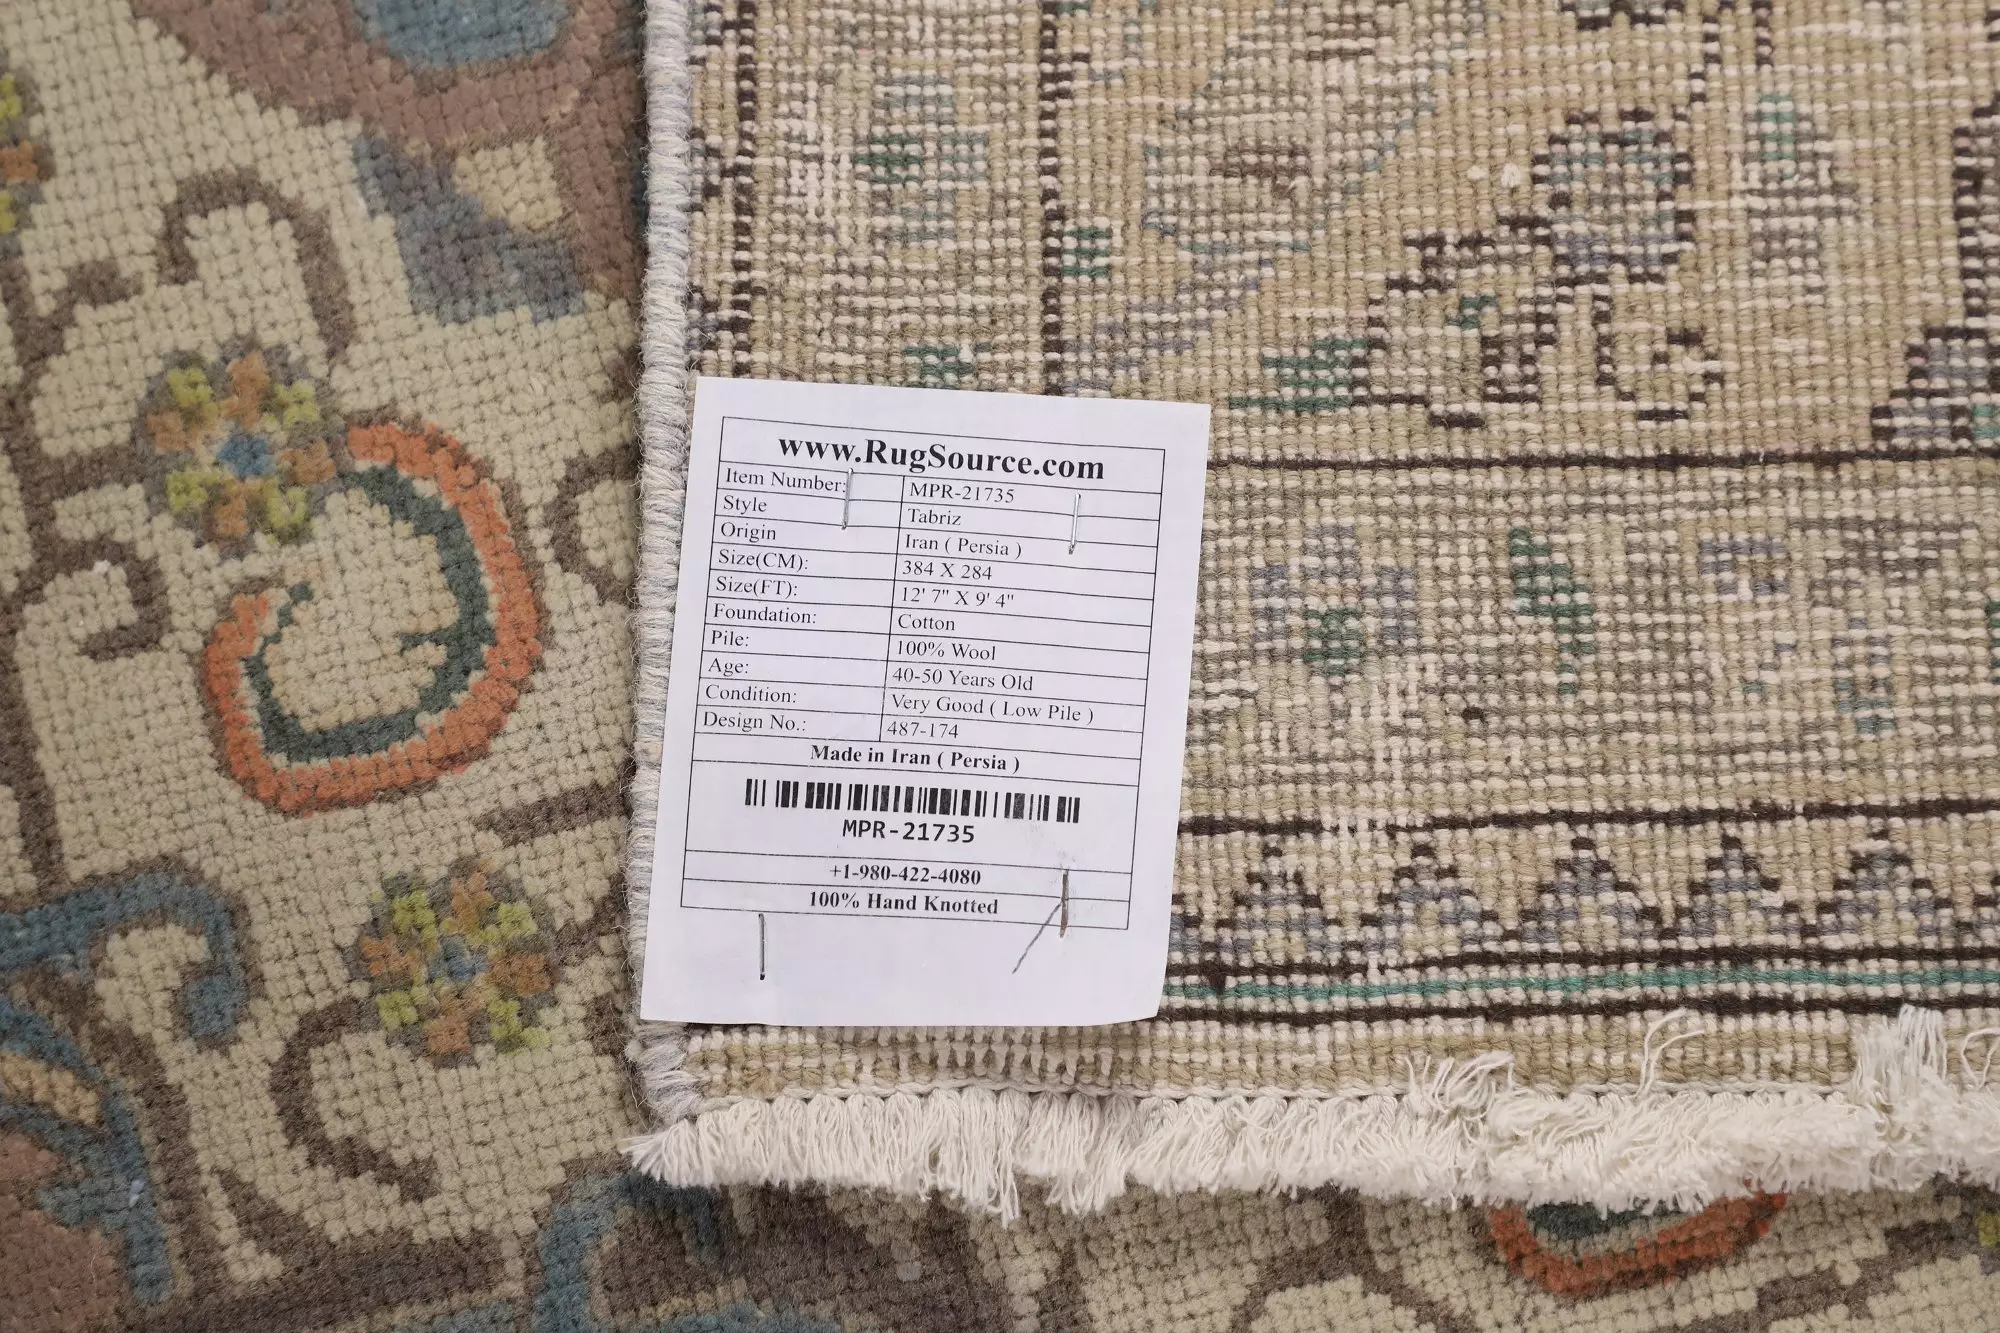 www.RugSource.com
Item Number: MPR-21735
Style Tabriz
Origin Iran ( Persia )
Size(CM): 384 X 284
Size(FT): 12' 7" X 9' 4"
Foundation: Cotton
Pile: 100% Wool
Age: 40-50 Years Old
Condition: Very Good ( Low Pile )
Design No.: 487-174
Made in Iran ( Persia )
MPR-21735
+1-980-422-4080
100% Hand Knotted